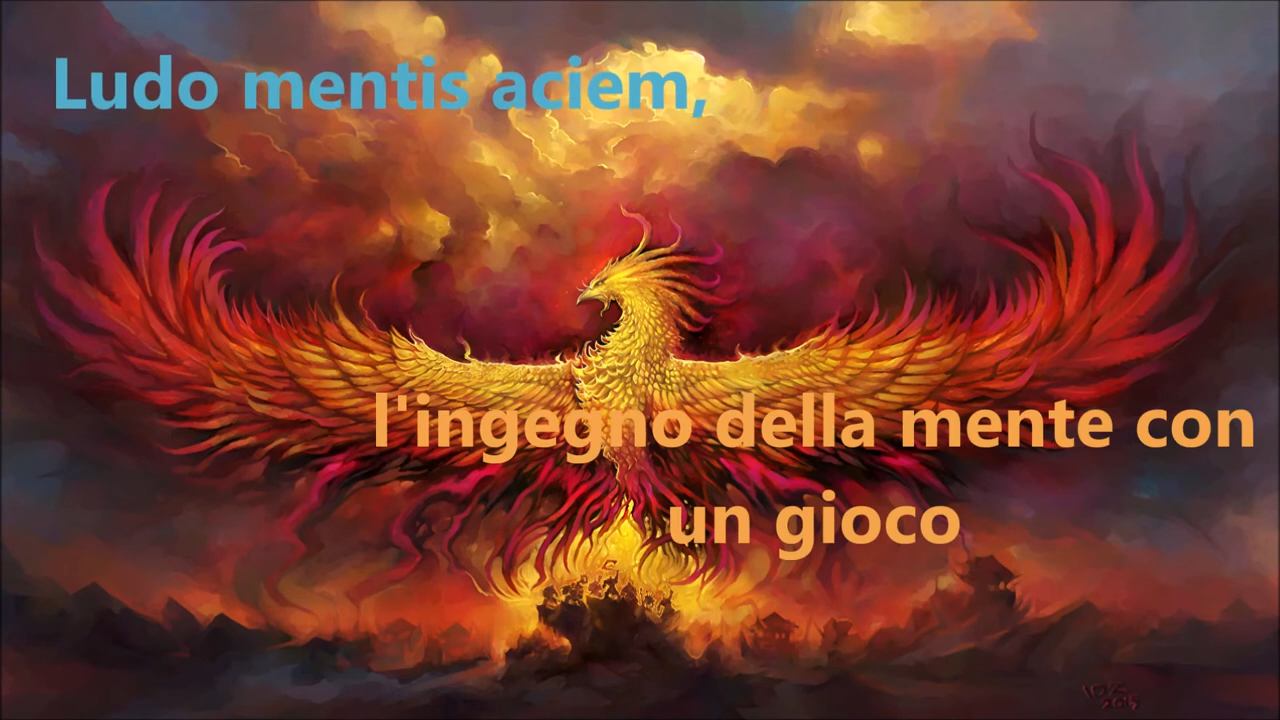 Ludo mentis aciem,
l'ingegno della mente con
un gioco